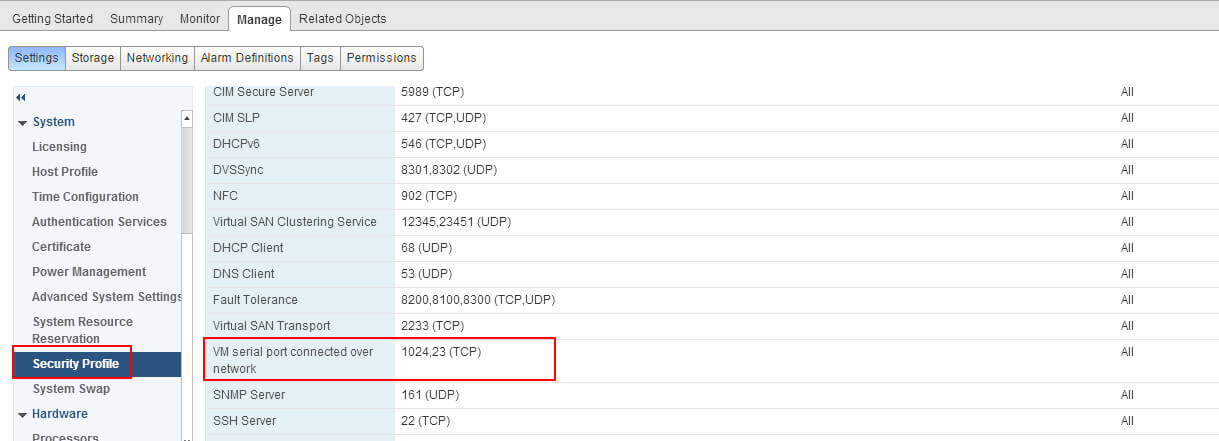 Getting Started Summary Monitor Manage Related Objects
Settings Storage Networking Alarm Definitions Tags Permissions
System
Licensing
Host Profile
Time Configuration
Authentication Services
Certificate
Power Management
Advanced System Settings
System Resource
Reservation
Security Profile
System Swap
Hardware
Processors
CIM Secure Server 5989 (TCP) All
CIM SLP 427 (TCP,UDP) All
DHCPv6 546 (TCP,UDP) All
DVSSync 8301,8302 (UDP) All
NFC 902 (TCP) All
Virtual SAN Clustering Service 12345,23451 (UDP) All
DHCP Client 68 (UDP) All
DNS Client 53 (UDP) All
Fault Tolerance 8200,8100,8300 (TCP,UDP) All
Virtual SAN Transport 2233 (TCP) All
VM serial port connected over 1024,23 (TCP) All
network
SNMP Server 161 (UDP) All
SSH Server 22 (TCP) All